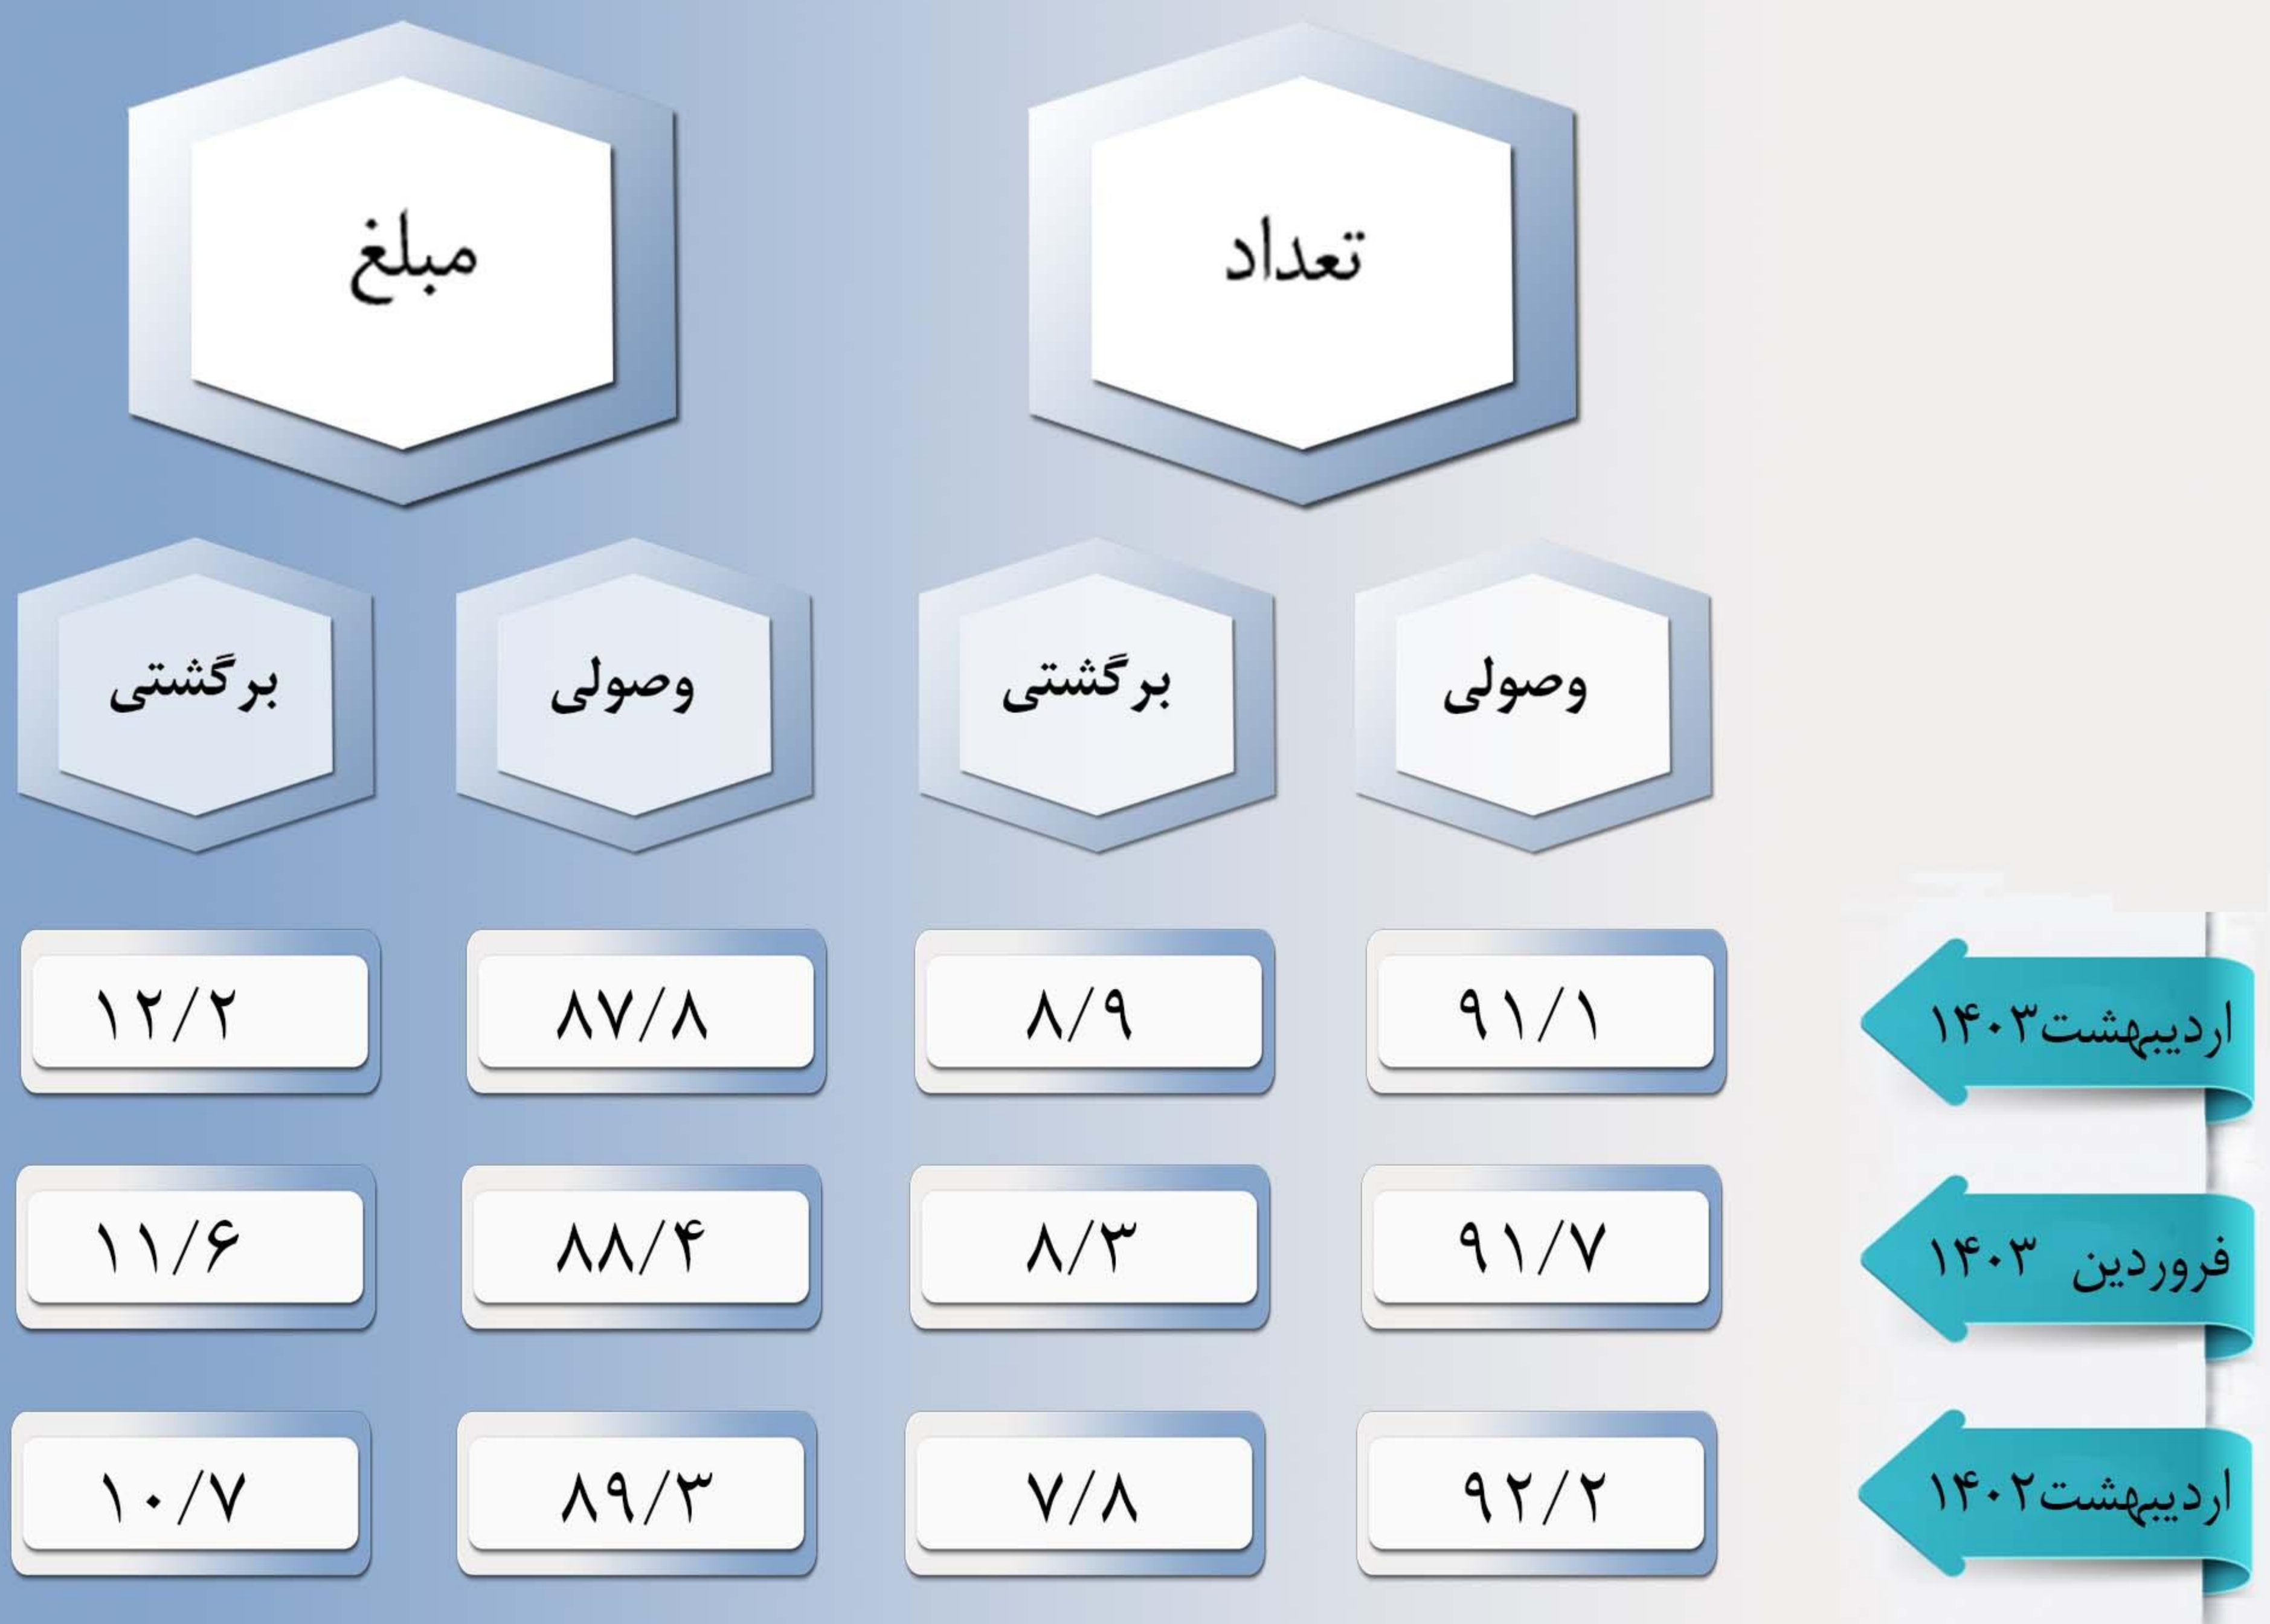 تعداد
مبلغ
وصولی
برگشتی
وصولی
برگشتی
اردیبهشت۱۴۰۳
۹۱/۱
۸/۹
۸۷/۸
۱۲/۲
فروردین ۱۴۰۳
۹۱/۷
۸/۳
۸۸/۴
۱۱/۶
اردیبهشت۱۴۰۲
۹۲/۲
۷/۸
۸۹/۳
۱۰/۷